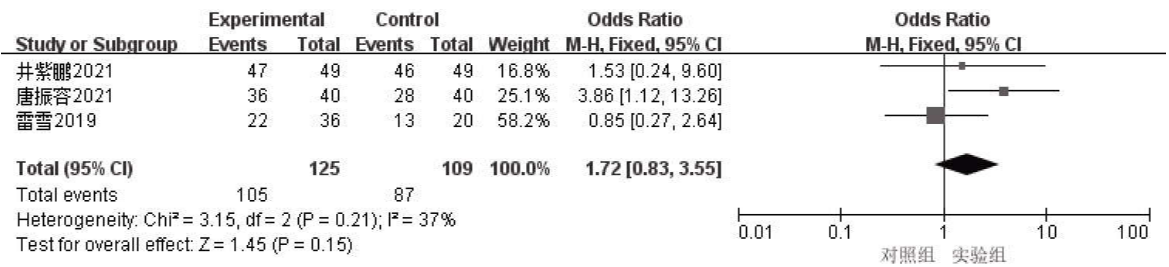 Experimental Control Odds Ratio Odds Ratio
Study or Subgroup Events Total Events Total Weight M-H, Fixed, 95% CI M-H, Fixed, 95% CI
井紫鹏2021 47 49 46 49 16.8% 1.53 [0.24, 9.60]
唐振容2021 36 40 28 40 25.1% 3.86 [1.12, 13.26]
雷雪2019 22 36 13 20 58.2% 0.85 [0.27, 2.64]
Total (95% CI) 125 109 100.0% 1.72 [0.83, 3.55]
Total events 105 87
Heterogeneity: Chi² = 3.15, df = 2 (P = 0.21); I² = 37%
Test for overall effect: Z = 1.45 (P = 0.15)
0.01 0.1 1 10 100
对照组 实验组